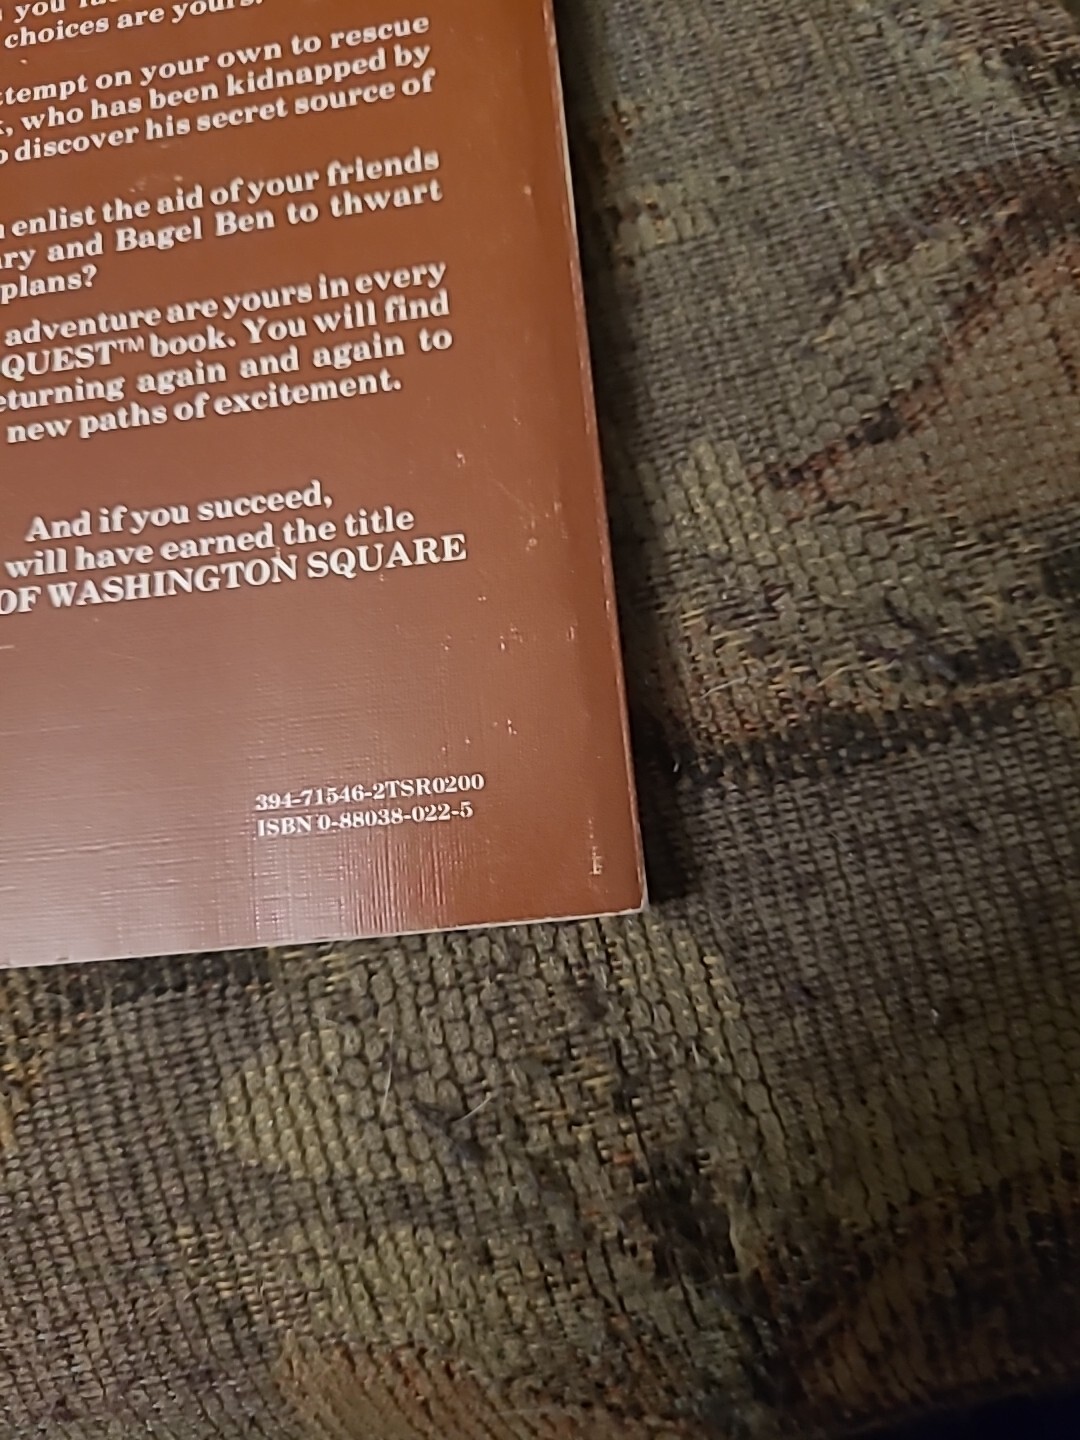 you
choices are yours.
ttempt on your own to rescue
, who has been kidnapped by
o discover his secret source of
n enlist the aid of your friends
ry and Bagel Ben to thwart
plans?
adventure are yours in every
QUEST™ book. You will find
eturning again and again to
new paths of excitement.
And if you succeed,
will have earned the title
OF WASHINGTON SQUARE
394-71546-2TSR0200
ISBN 0-88038-022-5